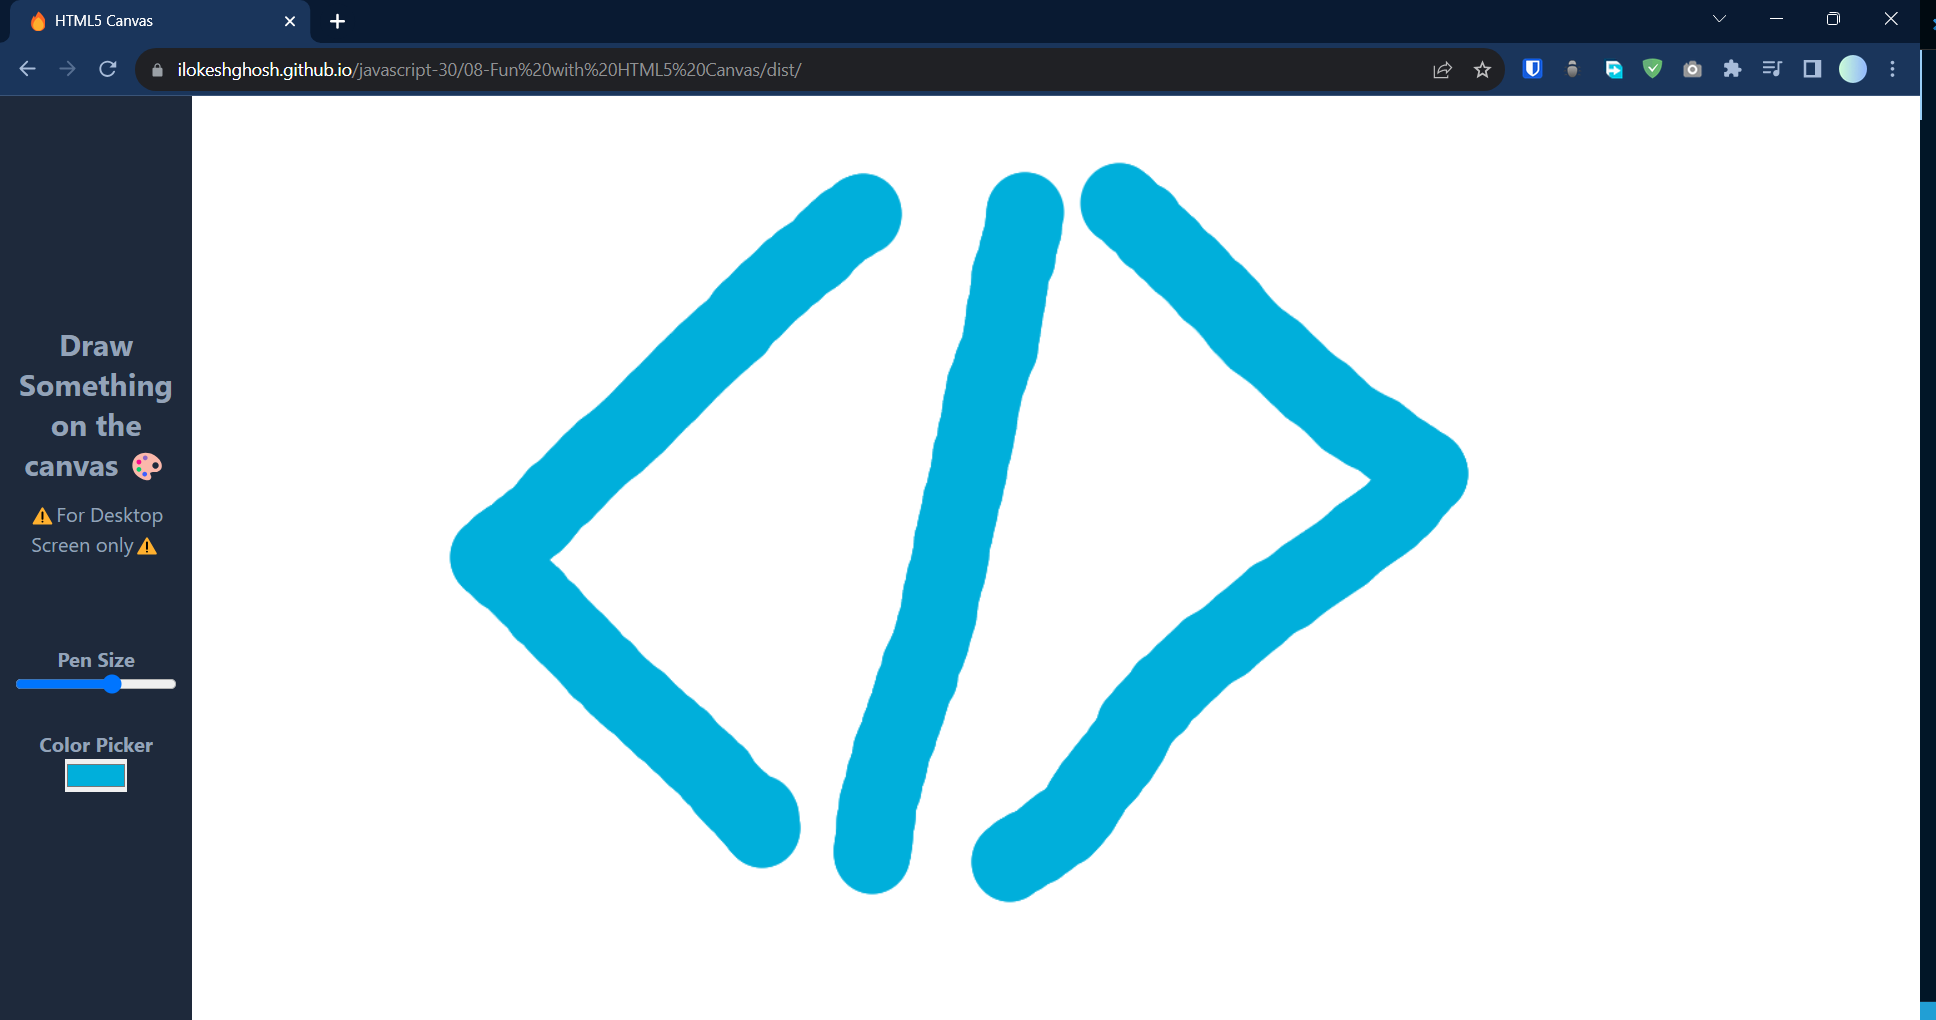 HTML5 Canvas
ilokeshghosh.github.io/javascript-30/08-Fun%20with%20HTML5%20Canvas/dist/
Draw
Something
on the
canvas 🎨
⚠️For Desktop
Screen only⚠️
Pen Size
Color Picker